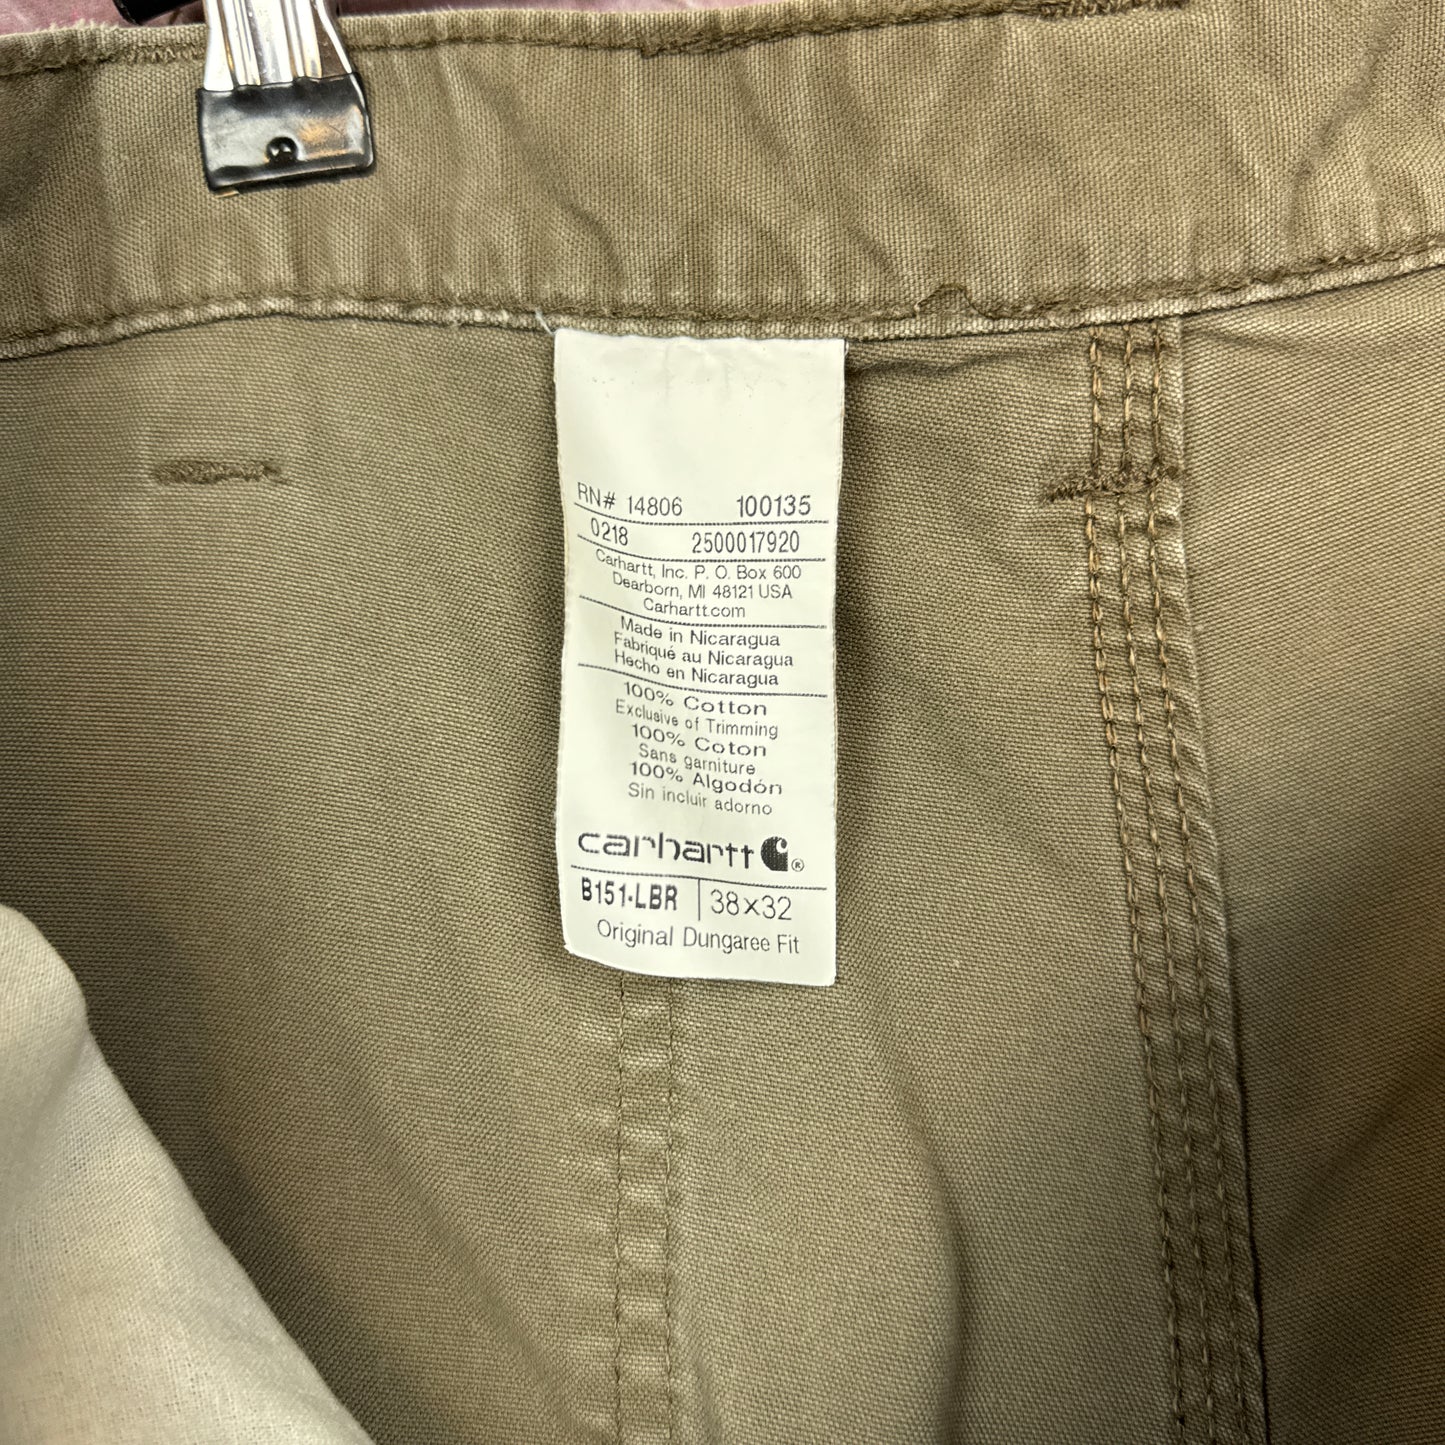 RN# 14806 100135
0218 2500017920
Carhartt, Inc. P. O. Box 600
Dearborn, MI 48121 USA
Carhartt.com
Made in Nicaragua
Fabriqué au Nicaragua
Hecho en Nicaragua
100% Cotton
Exclusive of Trimming
100% Coton
Sans garniture
100% Algodón
Sin incluir adorno
carhartt ®
B151-LBR 38x32
Original Dungaree Fit